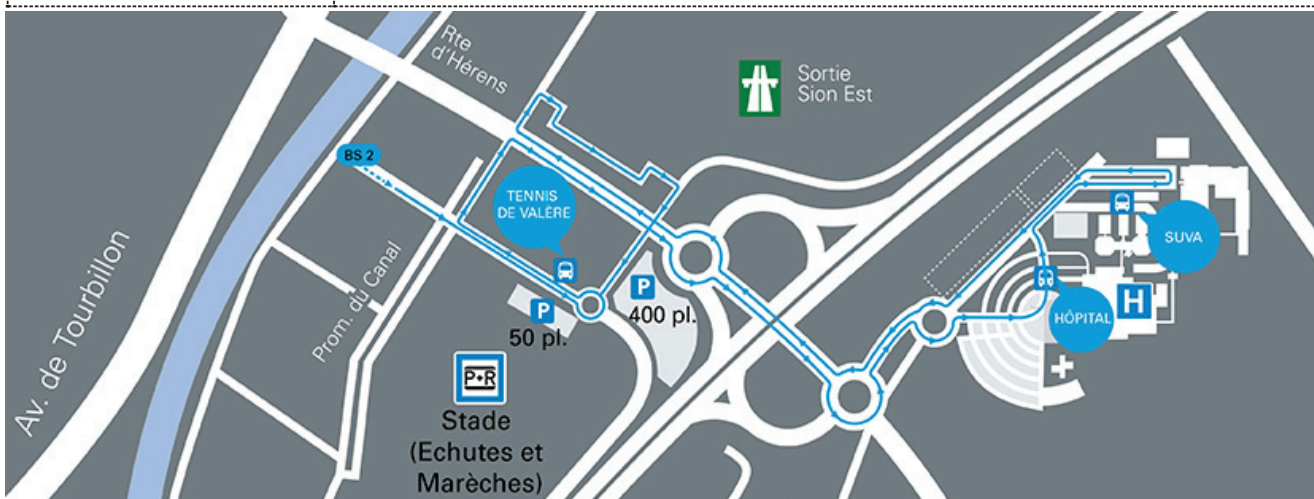 Rte
d'Hérens
Sortie
Sion Est
BS 2
TENNIS
DE VALÈRE
SUVA
HÔPITAL
H
P
400 pl.
P
50 pl.
Prom. du Canal
Av. de Tourbillon
P+R
Stade
(Echutes et
Marèches)